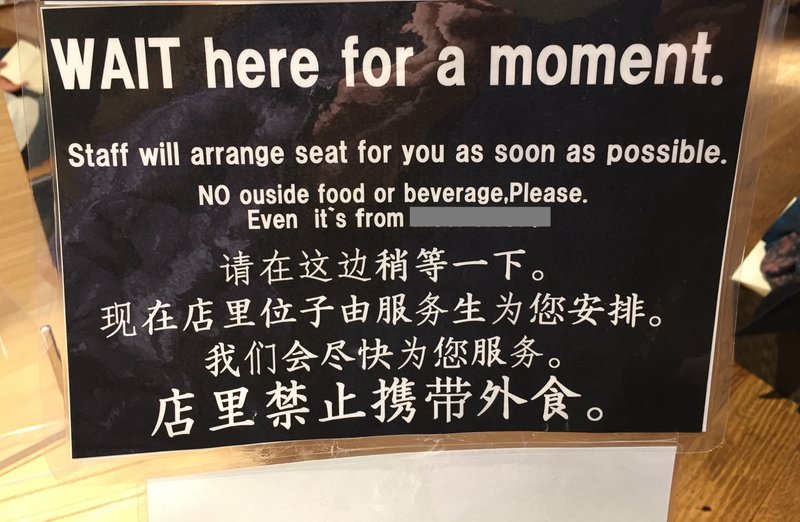 WAIT here for a moment.
Staff will arrange seat for you as soon as possible.
NO ouside food or beverage,Please.
Even it`s from
请在这边稍等一下。
现在店里位子由服务生为您安排。
我们会尽快为您服务。
店里禁止携带外食。